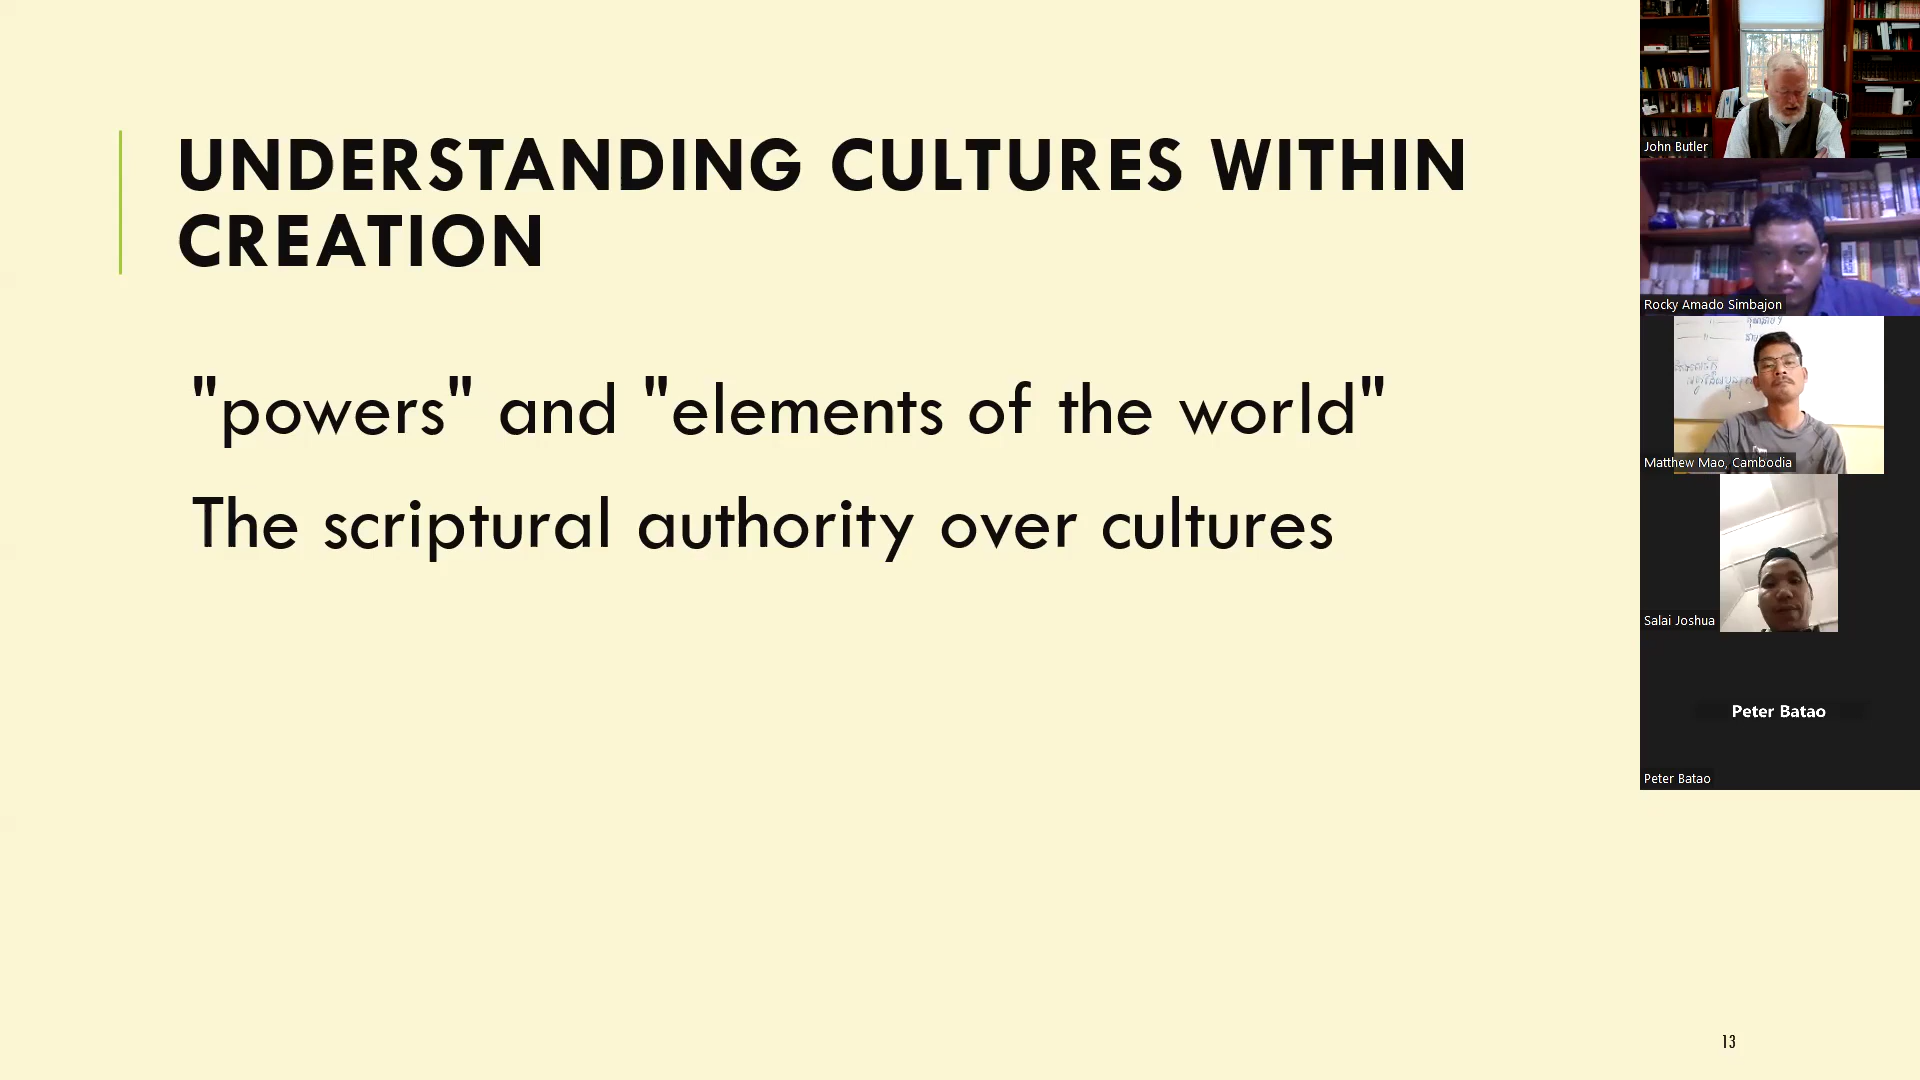 UNDERSTANDING CULTURES WITHIN
CREATION
"powers" and "elements of the world"
The scriptural authority over cultures
13
John Butler
Rocky Amado Simbajon
Matthew Mao, Cambodia
Salai Joshua
Peter Batao
Peter Batao